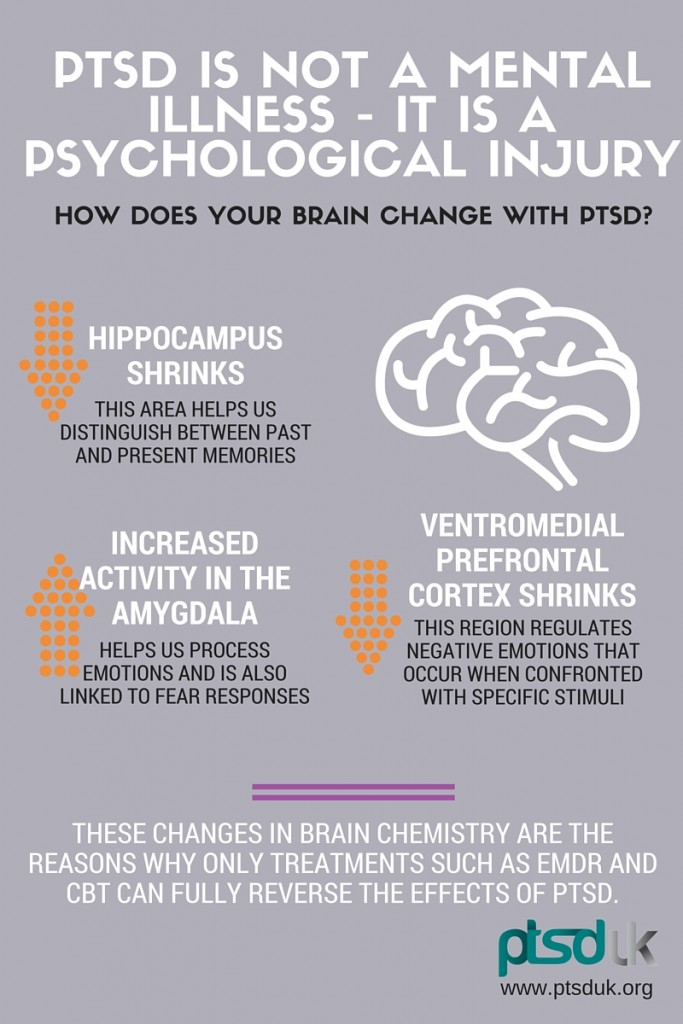 PTSD IS NOT A MENTAL
ILLNESS - IT IS A
PSYCHOLOGICAL INJURY
HOW DOES YOUR BRAIN CHANGE WITH PTSD?
HIPPOCAMPUS
SHRINKS
THIS AREA HELPS US
DISTINGUISH BETWEEN PAST
AND PRESENT MEMORIES
INCREASED
ACTIVITY IN THE
AMYGDALA
HELPS US PROCESS
EMOTIONS AND IS ALSO
LINKED TO FEAR RESPONSES
VENTROMEDIAL
PREFRONTAL
CORTEX SHRINKS
THIS REGION REGULATES
NEGATIVE EMOTIONS THAT
OCCUR WHEN CONFRONTED
WITH SPECIFIC STIMULI
THESE CHANGES IN BRAIN CHEMISTRY ARE THE
REASONS WHY ONLY TREATMENTS SUCH AS EMDR AND
CBT CAN FULLY REVERSE THE EFFECTS OF PTSD.
ptsduk
www.ptsduk.org